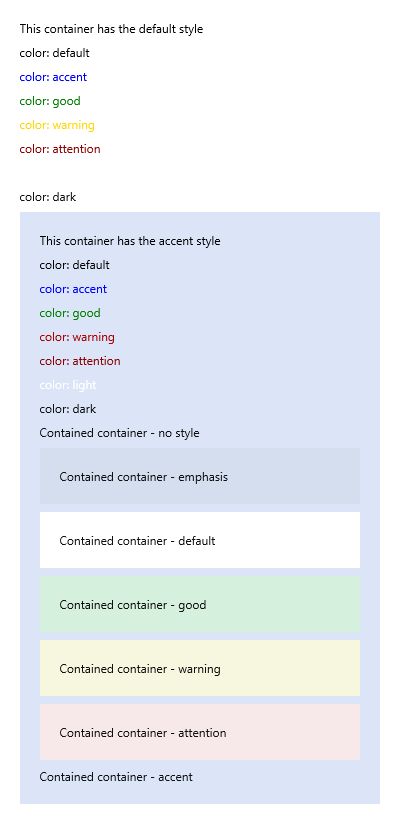 This container has the default style
color: default
color: accent
color: good
color: warning
color: attention
color: dark
This container has the accent style
color: default
color: accent
color: good
color: warning
color: attention
color: light
color: dark
Contained container - no style
Contained container - emphasis
Contained container - default
Contained container - good
Contained container - warning
Contained container - attention
Contained container - accent